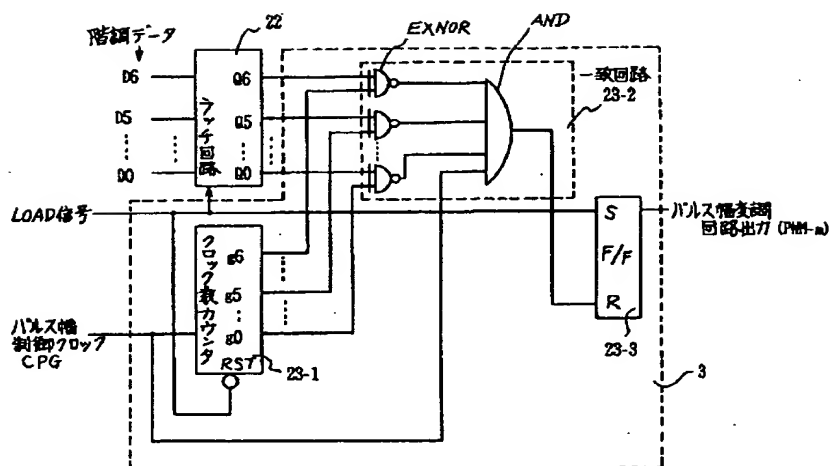 22
階調データ
EXNOR
AND
D6
Q6
一致回路
23-2
D5
ラッチ回路
Q5
D0
Q0
LOAD信号
S
パルス幅変調
回路出力 (PWM-m)
クロック数カウンタ
g6
F/F
g5
R
パルス幅
制御クロック
CPG
g0
RST
23-1
23-3
3